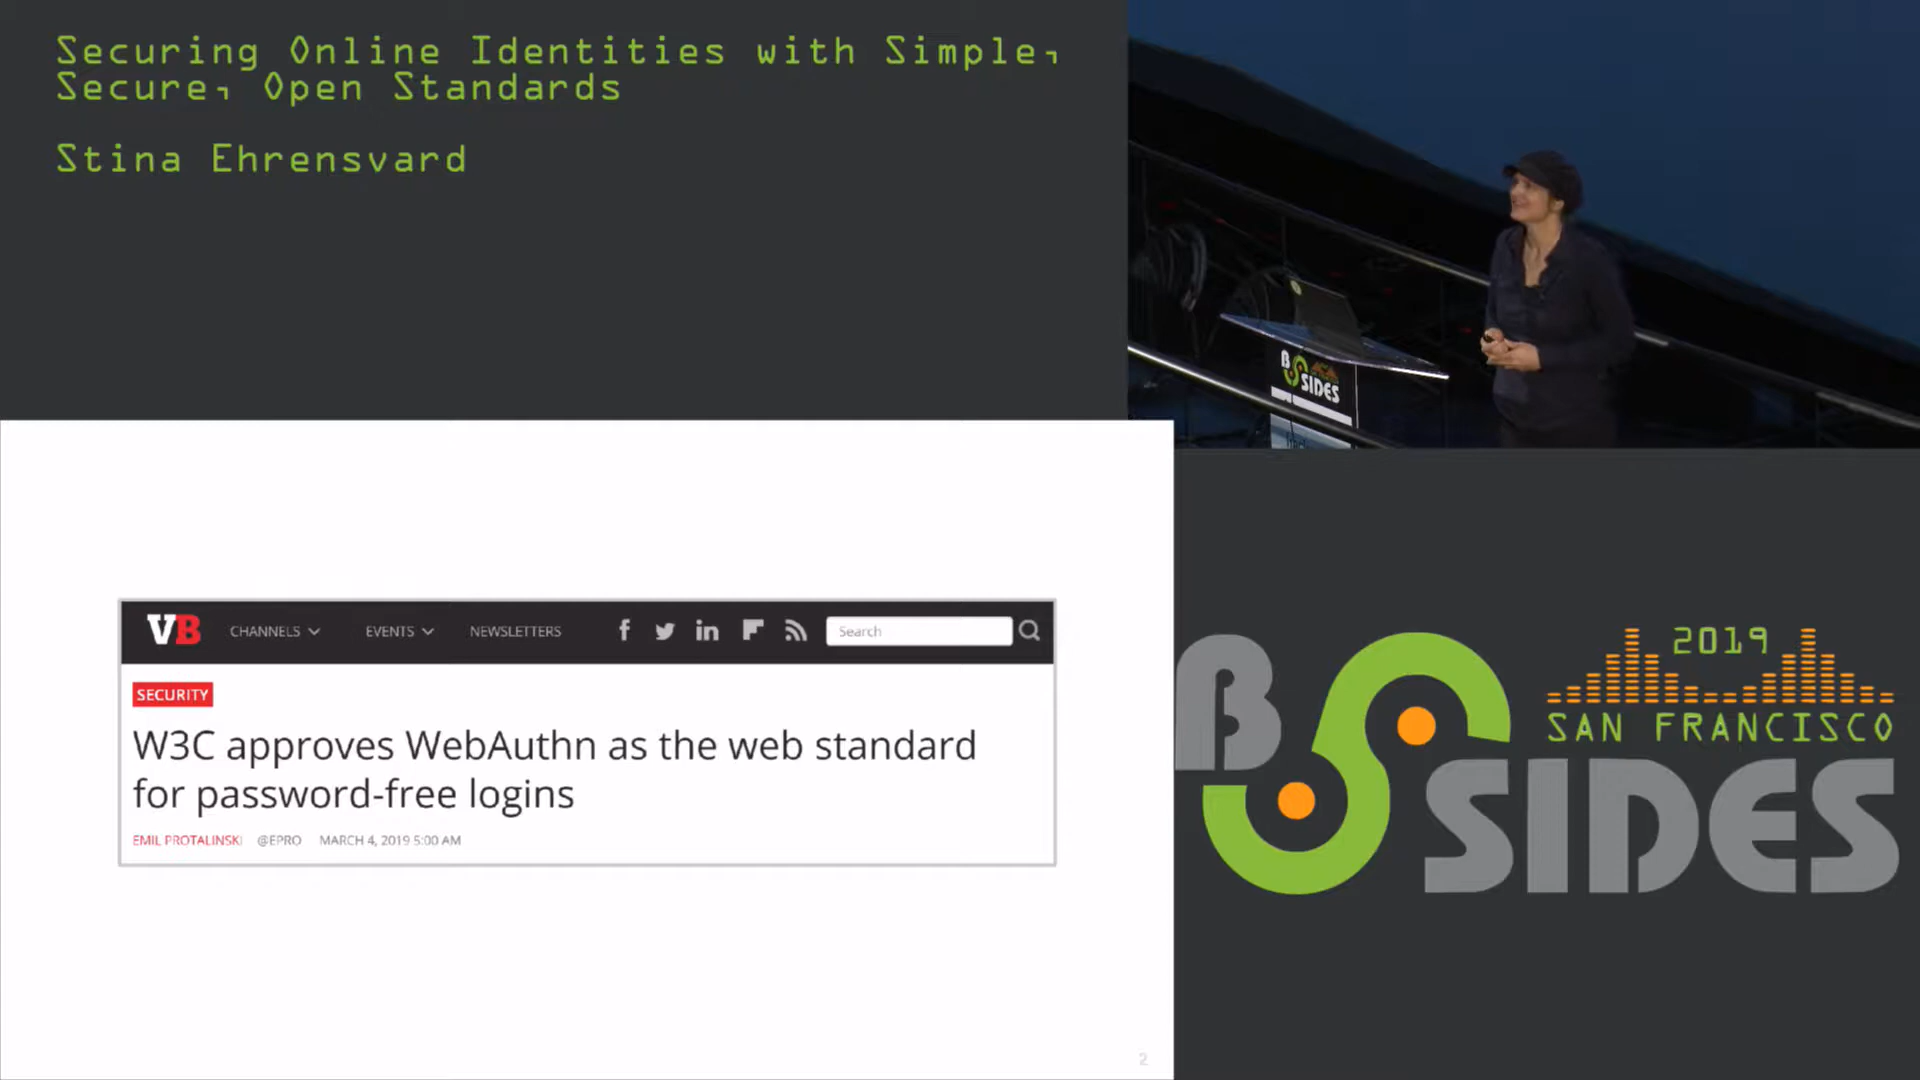 Securing Online Identities with Simple,
Secure, Open Standards
Stina Ehrensvard
B SIDES
VB CHANNELS EVENTS NEWSLETTERS Search
SECURITY
W3C approves WebAuthn as the web standard
for password-free logins
EMIL PROTALINSKI @EPRO MARCH 4, 2019 5:00 AM
2019
SAN FRANCISCO
BSIDES
2